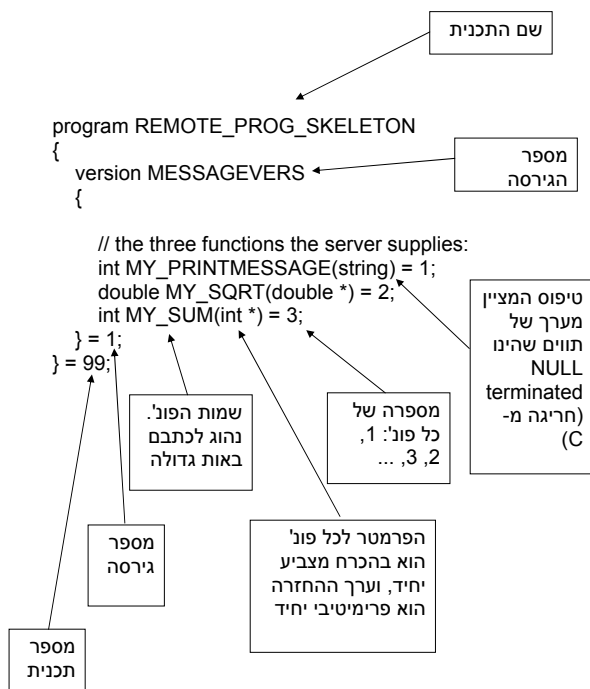 שם התכנית
program REMOTE_PROG_SKELETON
{
version MESSAGEVERS
מספר
הגירסה
{
// the three functions the server supplies:
int MY_PRINTMESSAGE(string) = 1;
double MY_SQRT(double *) = 2;
int MY_SUM(int *) = 3;
} = 1;
} = 99;
טיפוס המציין
מערך של
תווים שהינו
NULL
terminated
(חריגה מ-
C)
שמות הפונ'.
נהוג לכתבם
באות גדולה
מספרה של
כל פונ': 1,
2, 3, ...
הפרמטר לכל פונ'
הוא בהכרח מצביע
יחיד, וערך ההחזרה
הוא פרימיטיבי יחיד
מספר
גירסה
מספר
תכנית